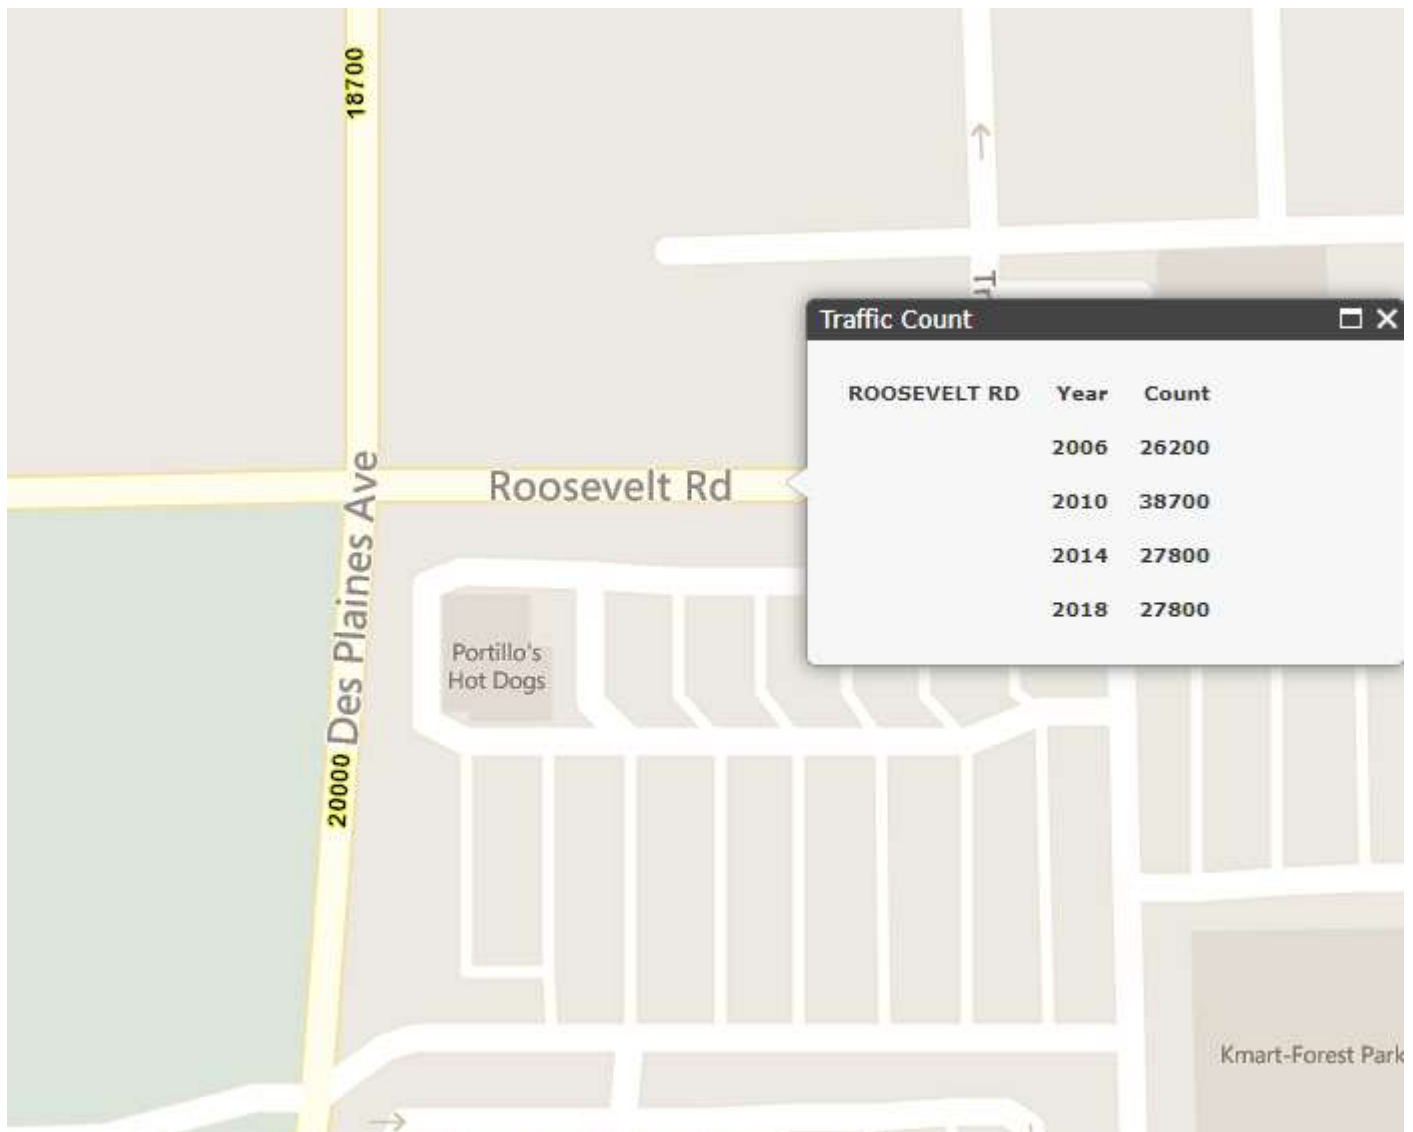 18700
Tr
Traffic Count
ROOSEVELT RD Year Count
2006 26200
2010 38700
2014 27800
2018 27800
Roosevelt Rd
Des Plaines Ave
Portillo's
Hot Dogs
20000
Kmart-Forest Park